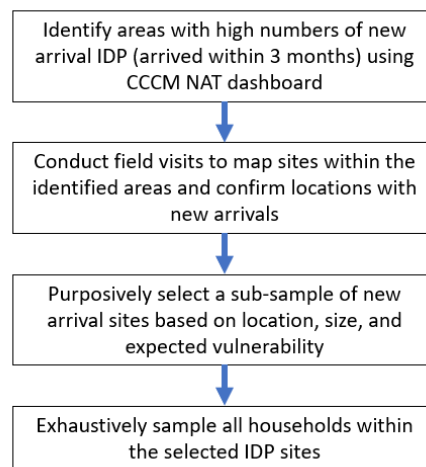 Identify areas with high numbers of new
arrival IDP (arrived within 3 months) using
CCCM NAT dashboard
Conduct field visits to map sites within the
identified areas and confirm locations with
new arrivals
Purposively select a sub-sample of new
arrival sites based on location, size, and
expected vulnerability
Exhaustively sample all households within
the selected IDP sites